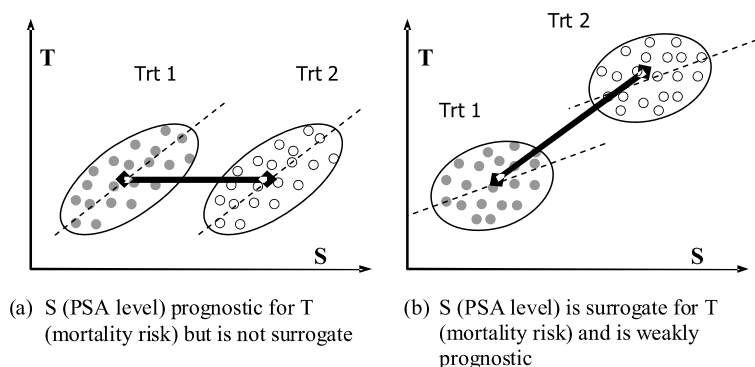 T
Trt 1
Trt 2
S
(a) S (PSA level) prognostic for T
(mortality risk) but is not surrogate
Trt 2
T
Trt 1
S
(b) S (PSA level) is surrogate for T
(mortality risk) and is weakly
prognostic